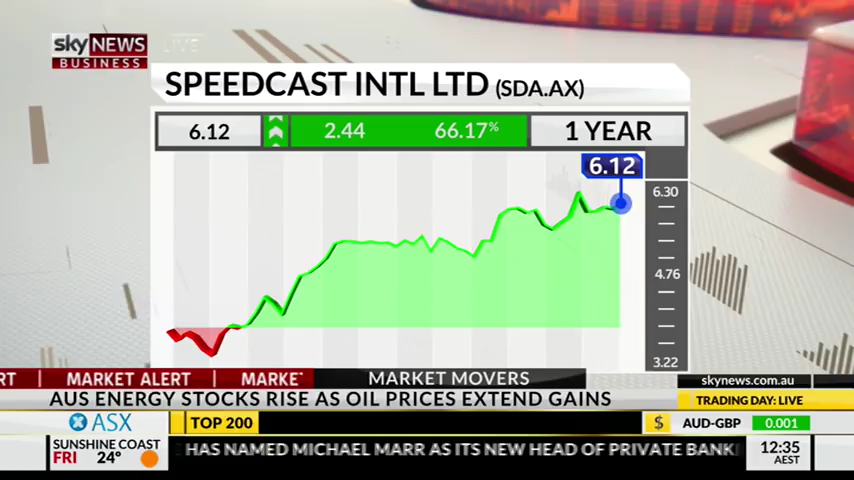 sky NEWS LIVE
BUSINESS
SPEEDCAST INTL LTD (SDA.AX)
6.12 2.44 66.17% 1 YEAR
6.12
6.30
4.76
3.22
RT | MARKET ALERT | MARKE
MARKET MOVERS
skynews.com.au
AUS ENERGY STOCKS RISE AS OIL PRICES EXTEND GAINS
TRADING DAY: LIVE
ASX TOP 200 $ AUD-GBP 0.001
SUNSHINE COAST
FRI 24°
HAS NAMED MICHAEL MARR AS ITS NEW HEAD OF PRIVATE BANK
12:35
AEST